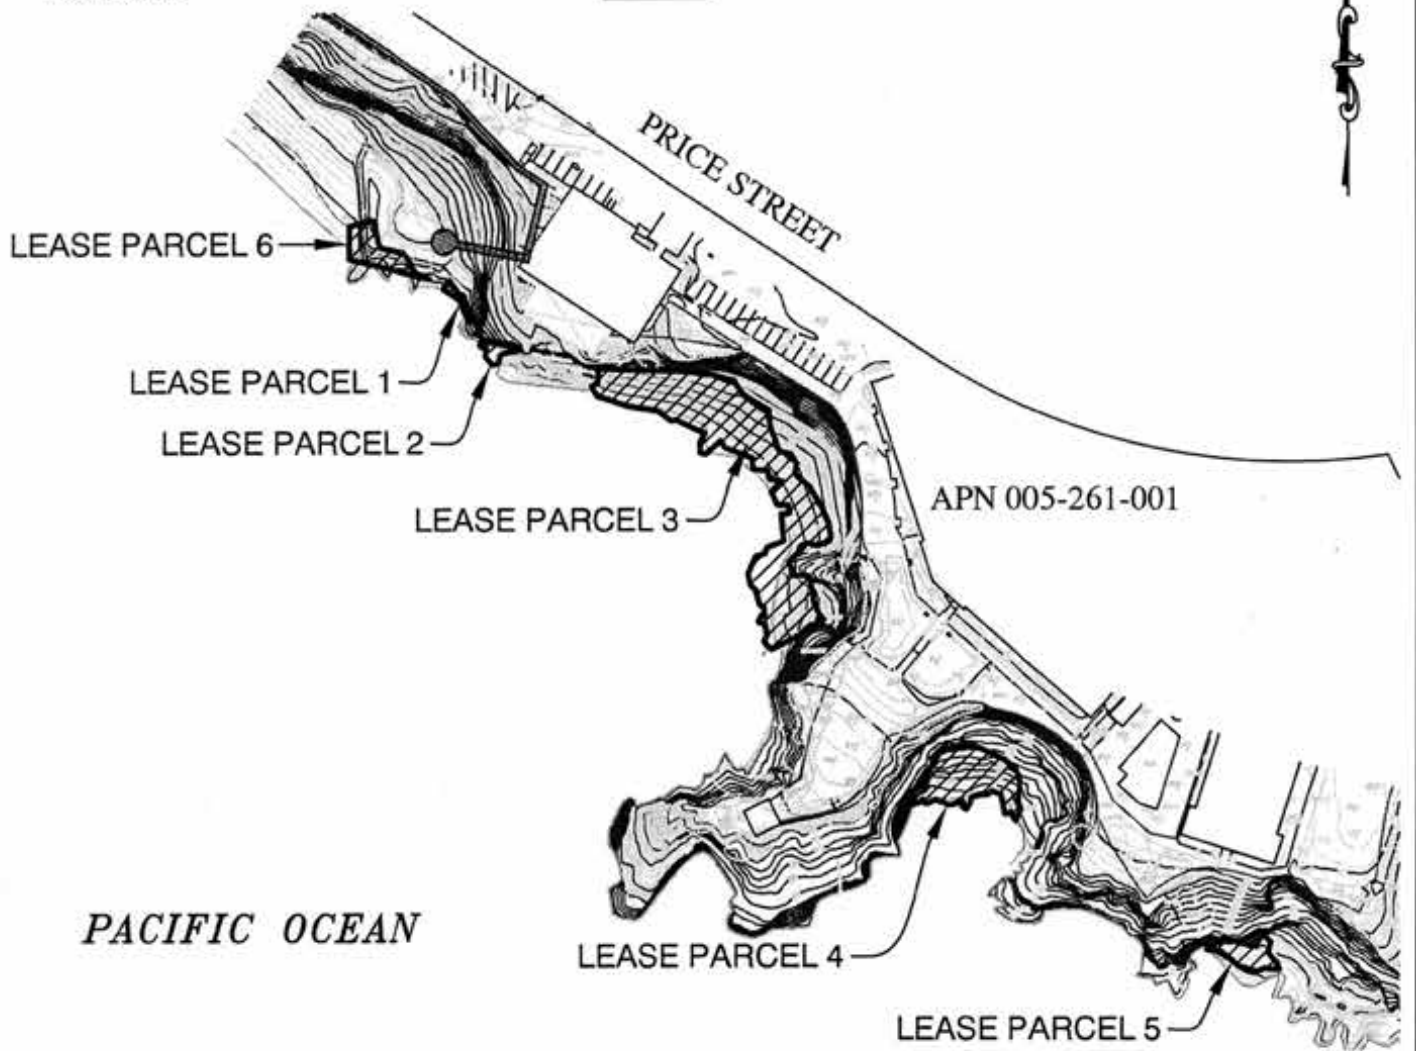 PRICE STREET
LEASE PARCEL 6
LEASE PARCEL 1
LEASE PARCEL 2
LEASE PARCEL 3
APN 005-261-001
PACIFIC OCEAN
LEASE PARCEL 4
LEASE PARCEL 5